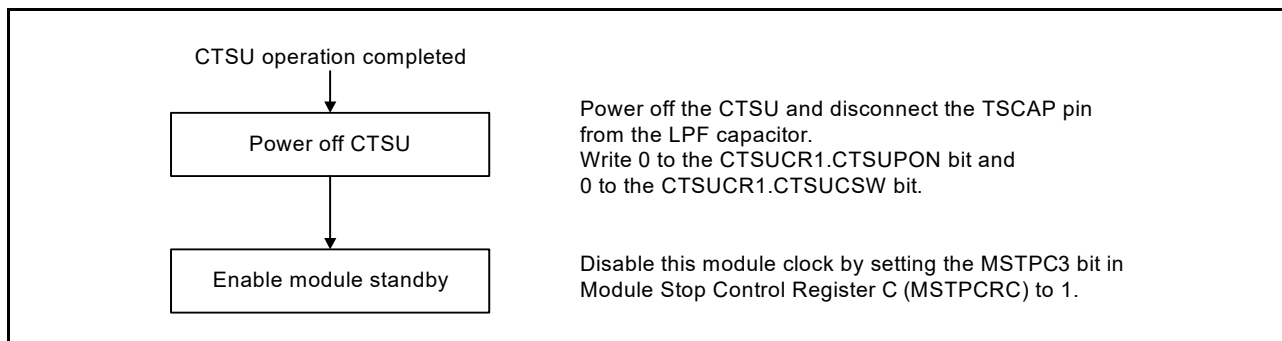 CTSU operation completed
Power off CTSU
Power off the CTSU and disconnect the TSCAP pin
from the LPF capacitor.
Write 0 to the CTSUCR1.CTSUPON bit and
0 to the CTSUCR1.CTSUCSW bit.
Enable module standby
Disable this module clock by setting the MSTPC3 bit in
Module Stop Control Register C (MSTPCRC) to 1.